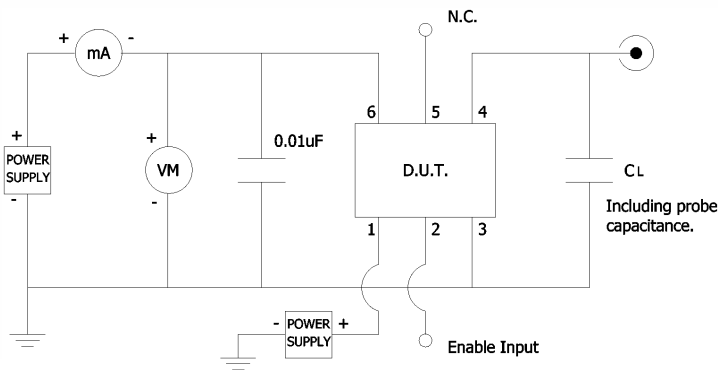 N.C.
+ mA -
6 5 4
+
POWER
SUPPLY
-
+
VM
-
0.01uF
D.U.T.
CL
Including probe
capacitance.
1 2 3
- POWER +
SUPPLY
Enable Input